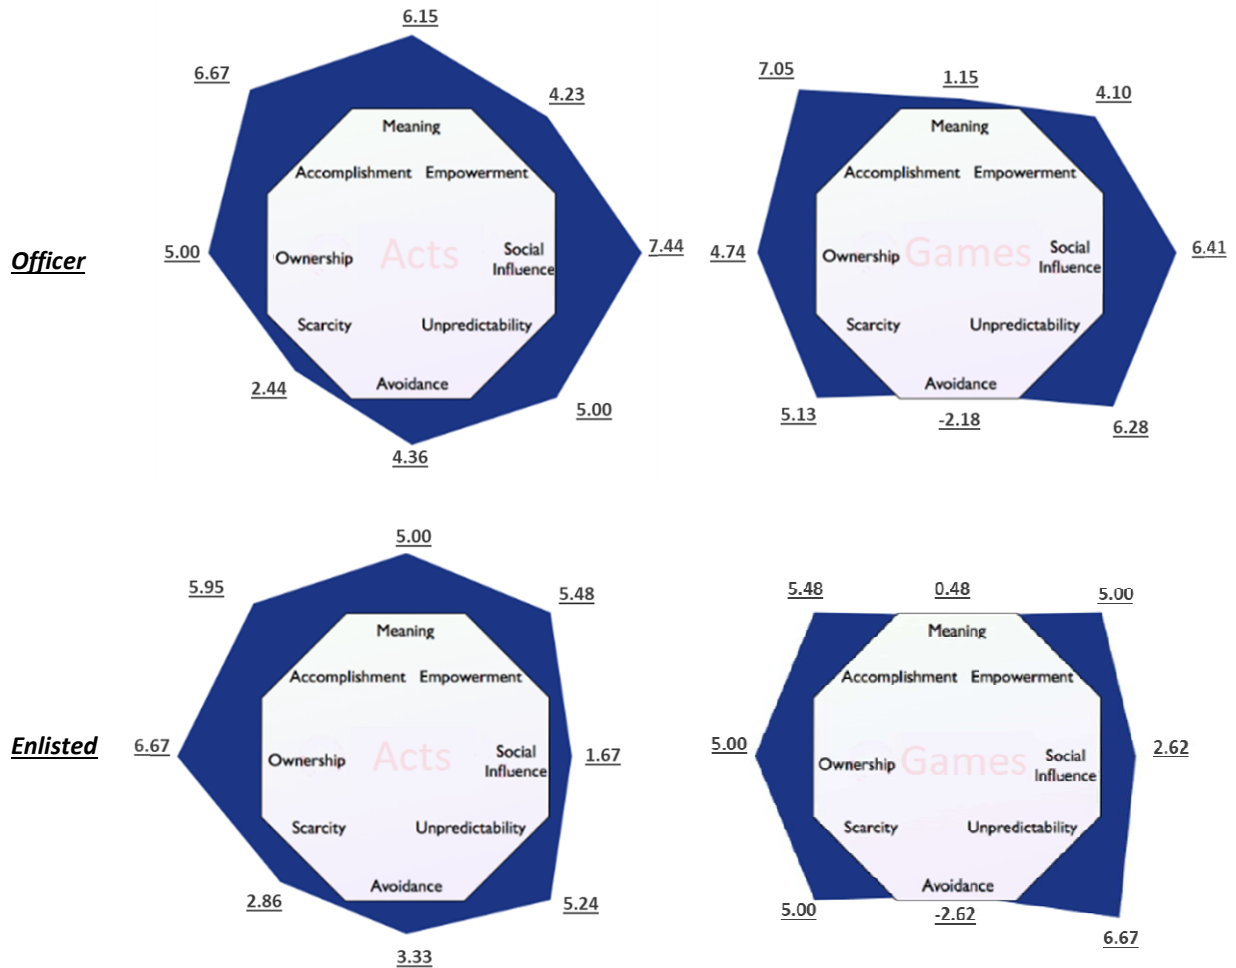 6.15
6.67
4.23
Meaning
Accomplishment Empowerment
Officer
5.00
Ownership
Acts
Social
Influence
7.44
Scarcity
Unpredictability
Avoidance
2.44
5.00
4.36
7.05
1.15
4.10
Meaning
Accomplishment Empowerment
4.74
Ownership
Games
Social
Influence
6.41
Scarcity
Unpredictability
Avoidance
5.13
-2.18
6.28
5.00
5.95
5.48
Meaning
Accomplishment Empowerment
Enlisted
6.67
Ownership
Acts
Social
Influence
1.67
Scarcity
Unpredictability
Avoidance
2.86
5.24
3.33
5.48
0.48
5.00
Meaning
Accomplishment Empowerment
5.00
Ownership
Games
Social
Influence
2.62
Scarcity
Unpredictability
Avoidance
5.00
-2.62
6.67